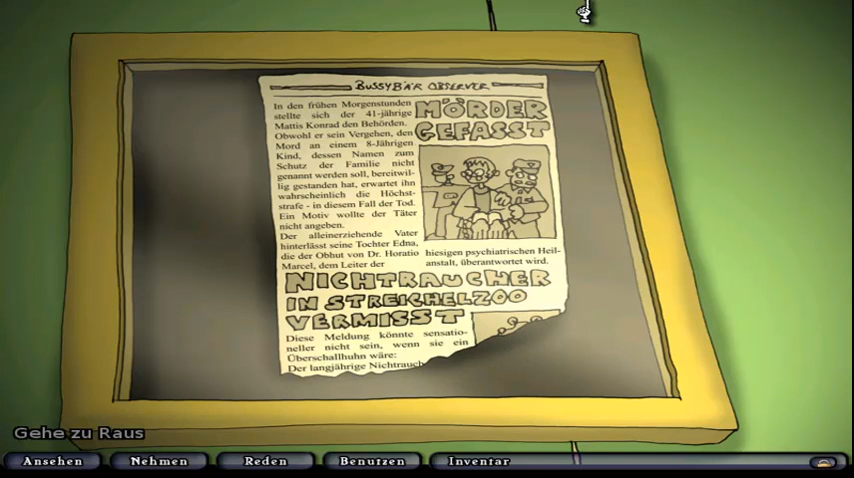 BUSSYBÄR OBSERVER
In den frühen Morgenstunden
stellte sich der 41-jährige
Mattis Konrad den Behörden.
Obwohl er sein Vergehen, den
Mord an einem 8-Jährigen
Kind, dessen Namen zum
Schutz der Familie nicht
genannt werden soll, bereitwil-
lig gestanden hat, erwartet ihn
wahrscheinlich die Höchst-
strafe - in diesem Fall der Tod.
Ein Motiv wollte der Täter
nicht angeben.
Der alleinerziehende Vater
hinterlässt seine Tochter Edna,
die der Obhut von Dr. Horatio
Marcel, dem Leiter der
MÖRDER
GEFASST
hiesigen psychiatrischen Heil-
anstalt, überantwortet wird.
NICHTRAUCHER
IN STREICHELZOO
VERMISST
Diese Meldung könnte sensatio-
neller nicht sein, wenn sie ein
Überschallhuhn wäre:
Der langjährige Nichtrauch
Gehe zu Raus
Ansehen
Nehmen
Reden
Benutzen
Inventar